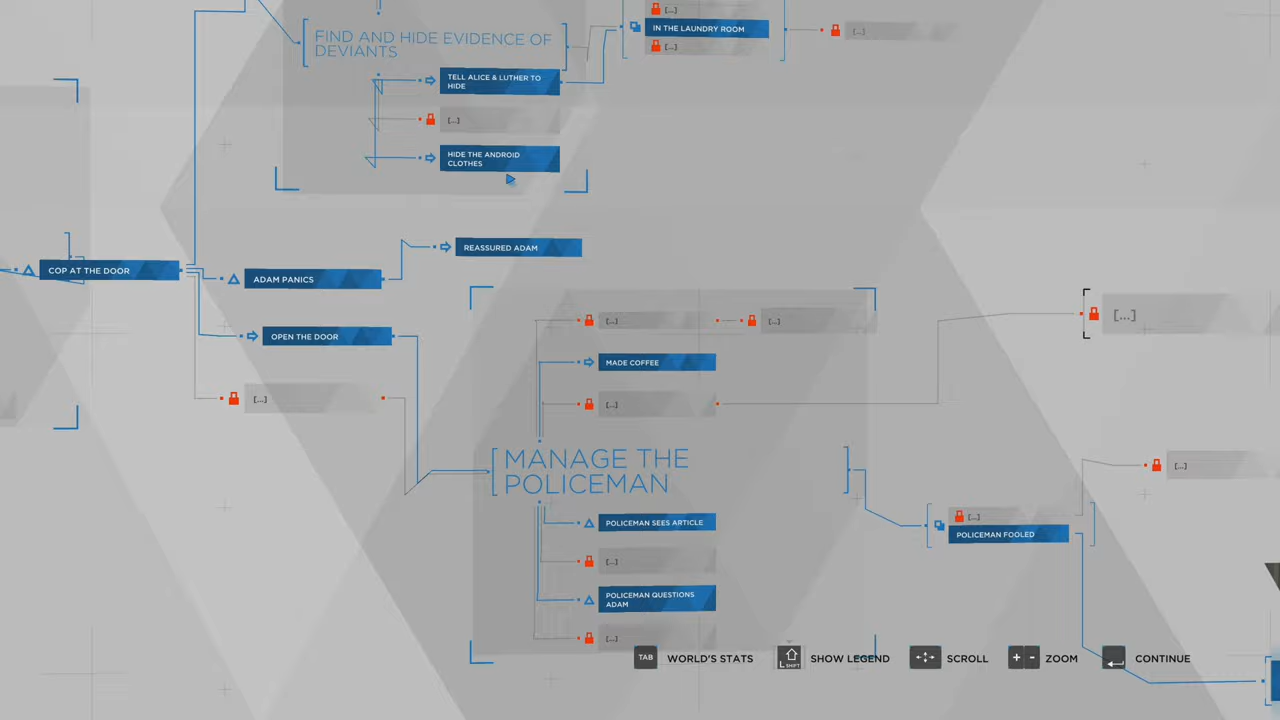 [...]
IN THE LAUNDRY ROOM
[...]
[...]
FIND AND HIDE EVIDENCE OF
DEVIANTS
TELL ALICE & LUTHER TO
HIDE
[...]
HIDE THE ANDROID
CLOTHES
REASSURED ADAM
COP AT THE DOOR
ADAM PANICS
OPEN THE DOOR
[...]
[...]
[...]
[...]
MADE COFFEE
[...]
MANAGE THE
POLICEMAN
[...]
[...]
POLICEMAN FOOLED
POLICEMAN SEES ARTICLE
[...]
POLICEMAN QUESTIONS
ADAM
[...]
TAB WORLD'S STATS
L SHIFT SHOW LEGEND
SCROLL
+ - ZOOM
CONTINUE